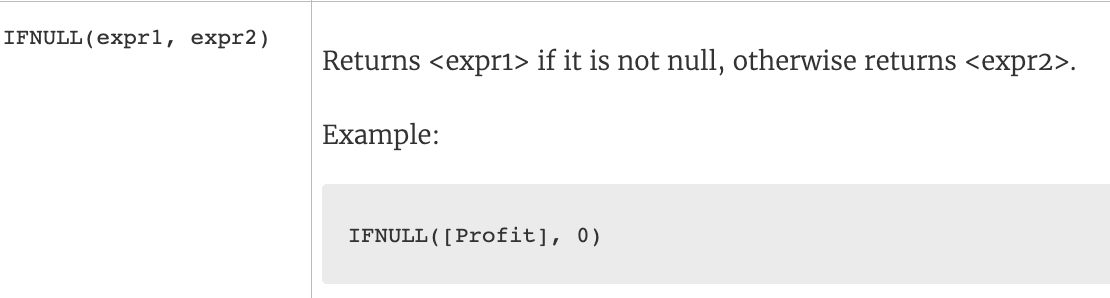 IFNULL(expr1, expr2)
Returns <expr1> if it is not null, otherwise returns <expr2>.
Example:
IFNULL([Profit], 0)